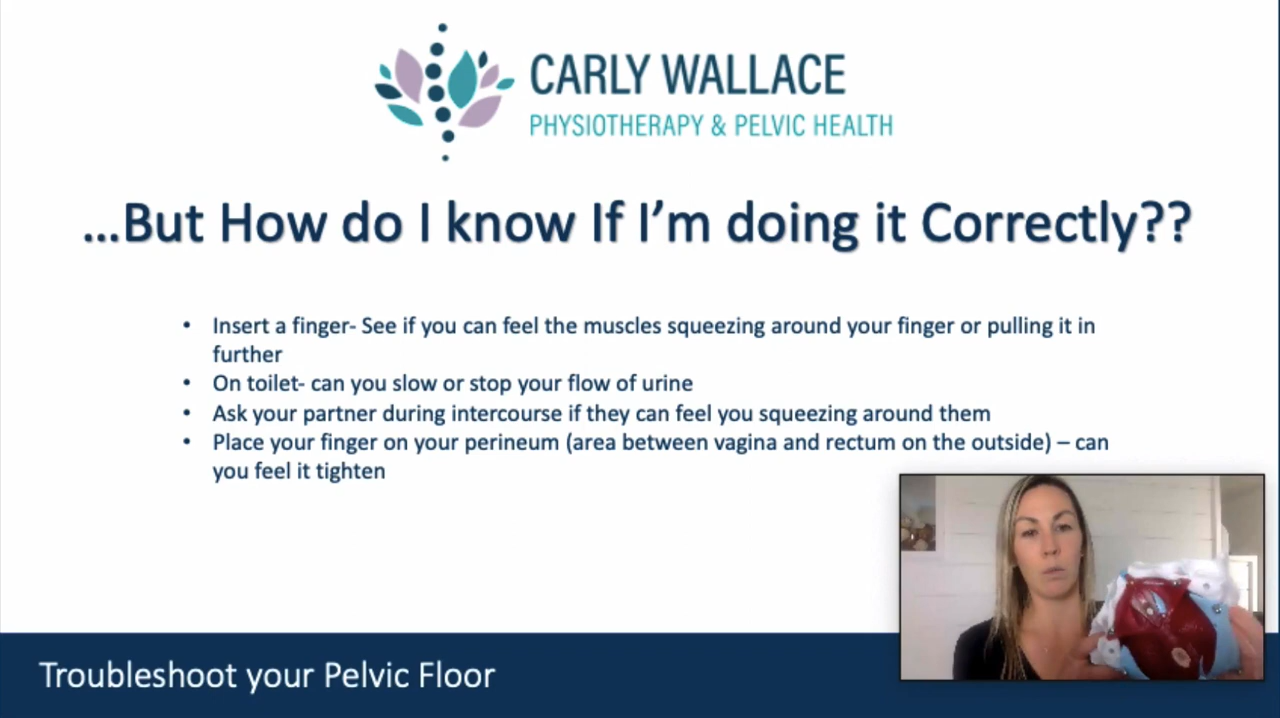 CARLY WALLACE
PHYSIOTHERAPY & PELVIC HEALTH
...But How do I know If I'm doing it Correctly??
• Insert a finger- See if you can feel the muscles squeezing around your finger or pulling it in
further
• On toilet- can you slow or stop your flow of urine
• Ask your partner during intercourse if they can feel you squeezing around them
• Place your finger on your perineum (area between vagina and rectum on the outside) – can
you feel it tighten
Troubleshoot your Pelvic Floor